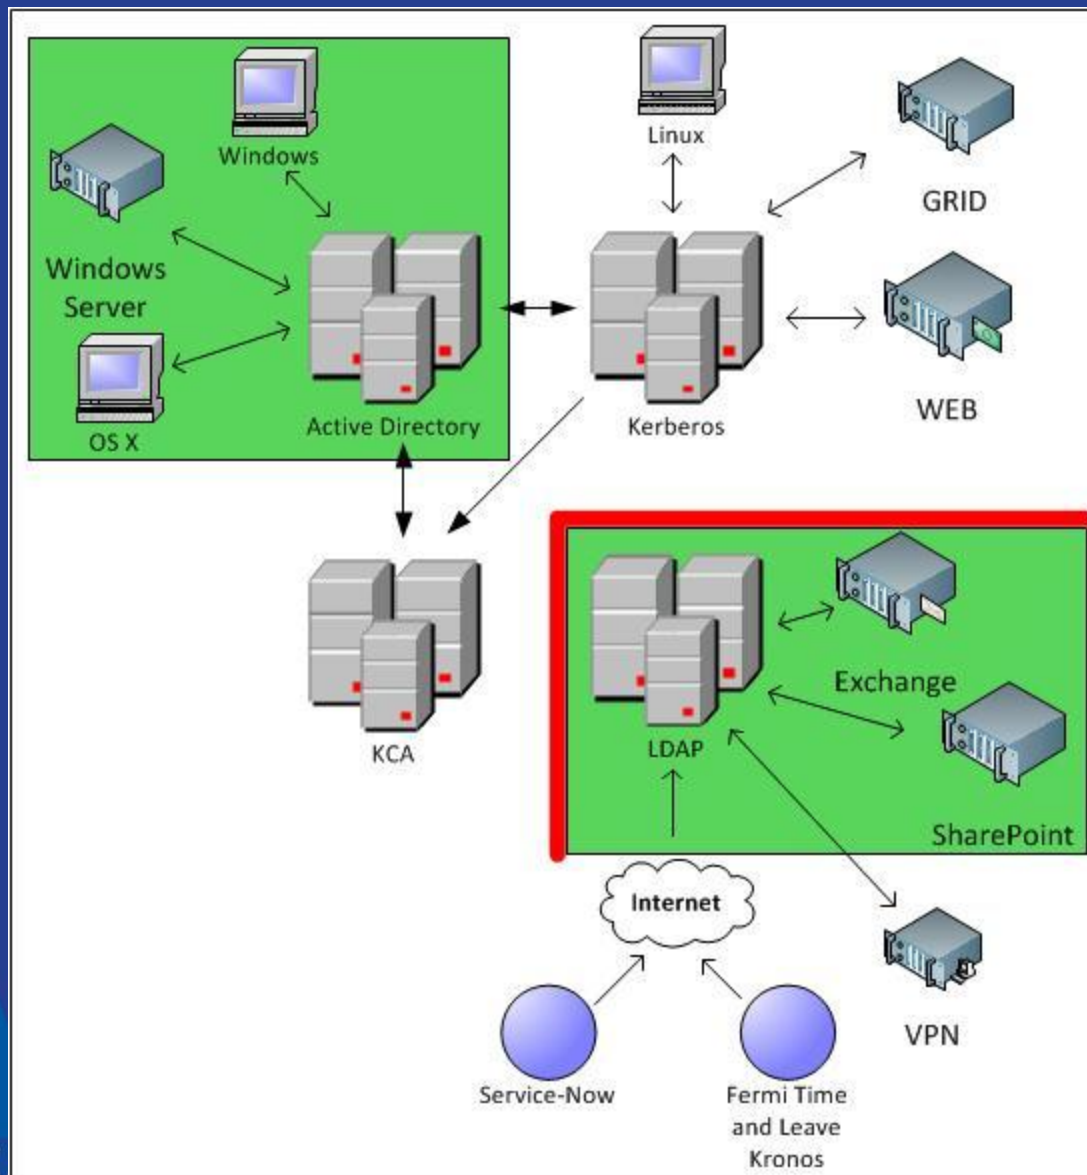 Windows
Linux
GRID
Windows
Server
WEB
OS X
Active Directory
Kerberos
Exchange
KCA
LDAP
SharePoint
Internet
VPN
Service-Now
Fermi Time
and Leave
Kronos